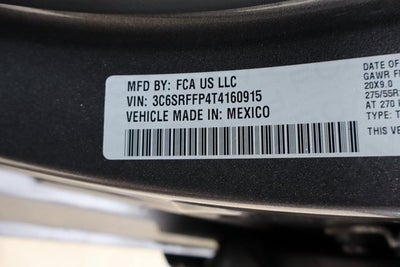 MFD BY: FCA US LLC
VIN: 3C6SRFFP4T4160915
VEHICLE MADE IN: MEXICO
DATE OF
GAWR FR
20X9.0
275/55R
AT 270
TYPE: T
THIS VE